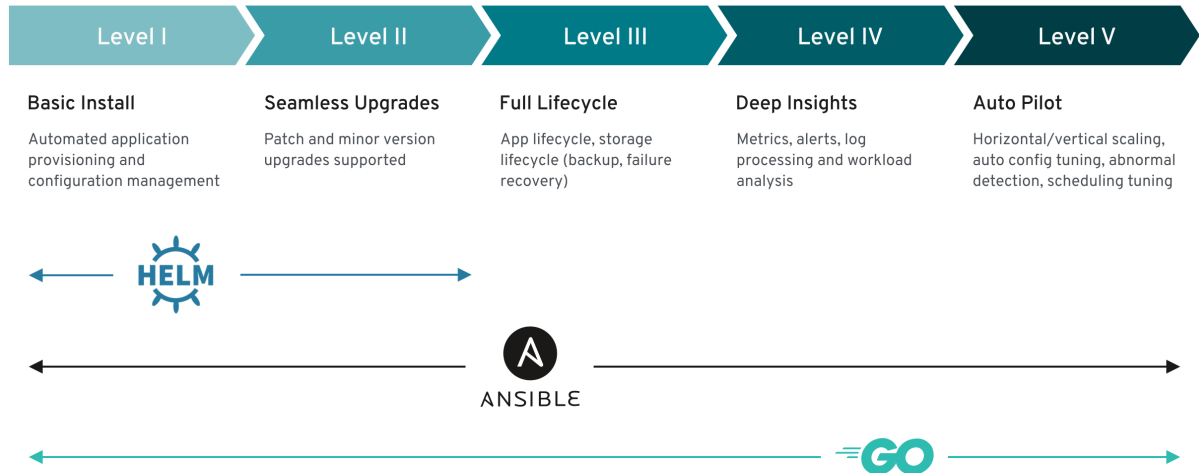 Level I
Level II
Level III
Level IV
Level V
Basic Install
Automated application
provisioning and
configuration management
Seamless Upgrades
Patch and minor version
upgrades supported
Full Lifecycle
App lifecycle, storage
lifecycle (backup, failure
recovery)
Deep Insights
Metrics, alerts, log
processing and workload
analysis
Auto Pilot
Horizontal/vertical scaling,
auto config tuning, abnormal
detection, scheduling tuning
HELM
A
ANSIBLE
GO